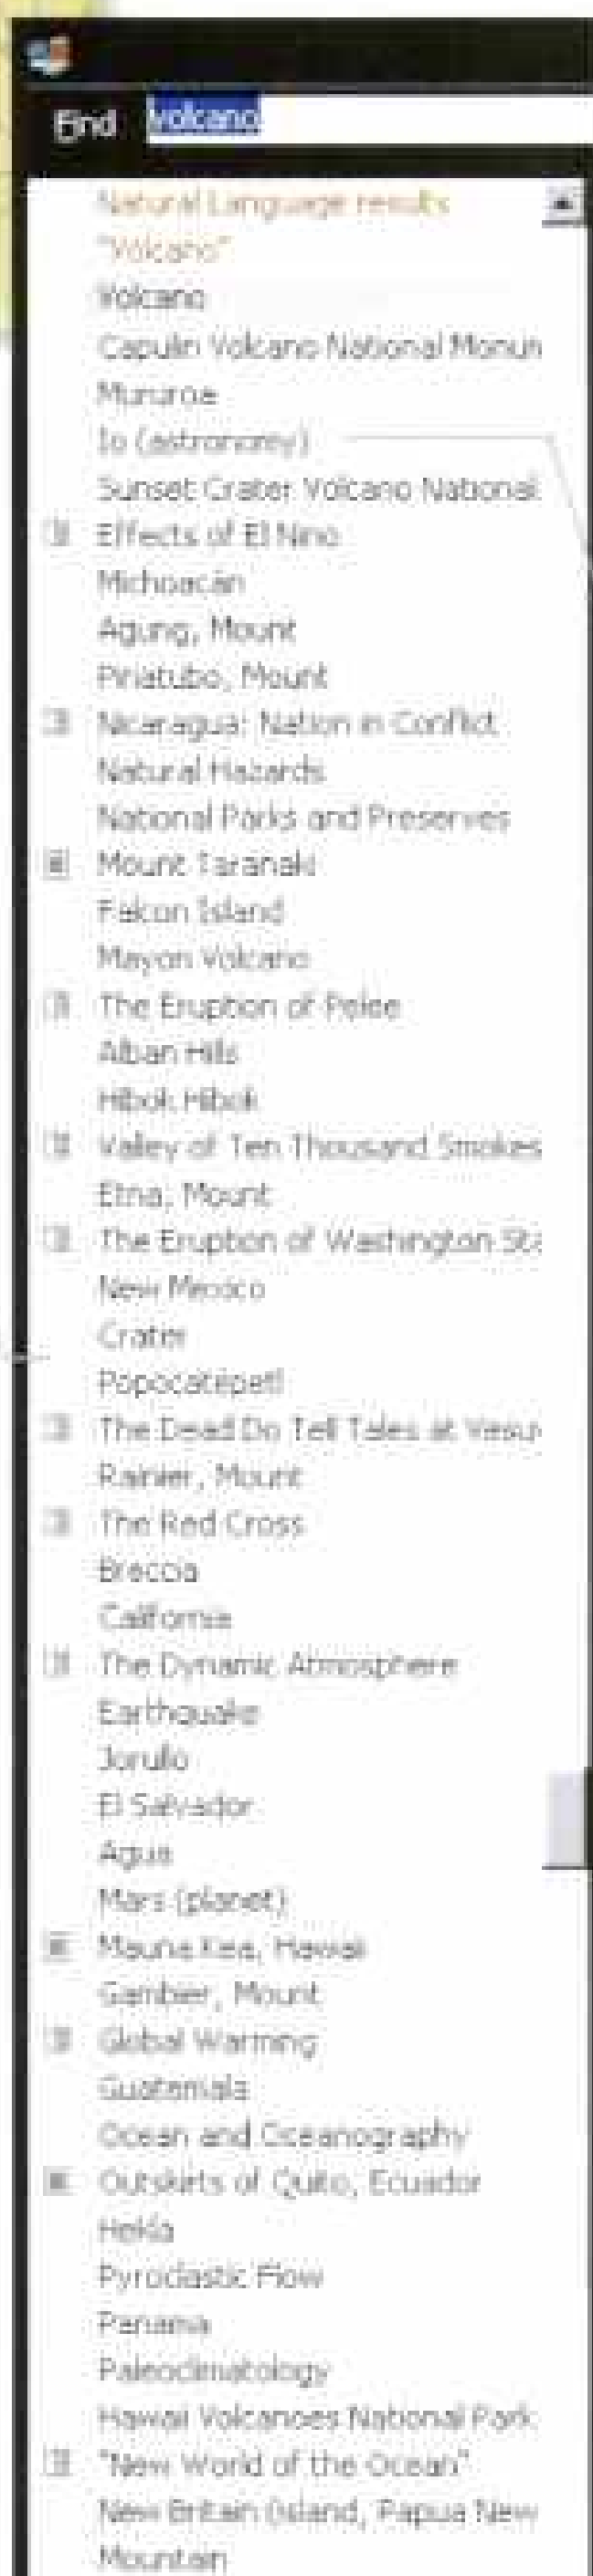 Find volcano
Natural Language results
"Volcano"
Volcano
Capulin Volcano National Monun
Mururoa
Io (astronomy)
Sunset Crater Volcano National
Effects of El Nino
Michoacán
Agung, Mount
Pinatubo, Mount
Nicaragua: Nation in Conflict
Natural Hazards
National Parks and Preserves
Mount Taranaki
Falcon Island
Mayon Volcano
The Eruption of Pelee
Alban Hills
Hibok Hibok
Valley of Ten Thousand Smokes
Etna, Mount
The Eruption of Washington Sta
New Mexico
Crater
Popocatépetl
The Dead Do Tell Tales at Vesuv
Rainier, Mount
The Red Cross
Breccia
California
The Dynamic Atmosphere
Earthquake
Jorullo
El Salvador
Agua
Mars (planet)
Mauna Kea, Hawaii
Gambier, Mount
Global Warming
Guatemala
Ocean and Oceanography
Outskirts of Quito, Ecuador
Hekla
Pyroclastic Flow
Panama
Paleoclimatology
Hawaii Volcanoes National Park
"New World of the Ocean"
New Britain (island, Papua New
Mountain